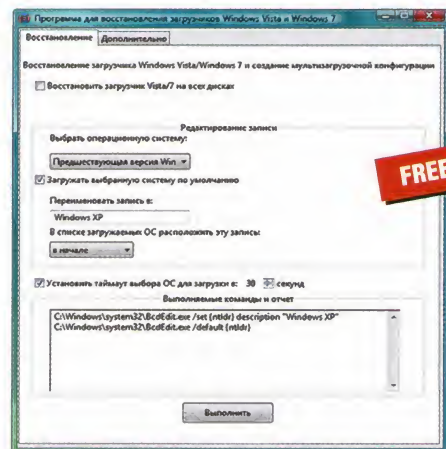 Программа для восстановления загрузчиков Windows Vista и Windows 7
Восстановление Дополнительно
Восстановление загрузчика Windows Vista/Windows 7 и создание мультизагрузочной конфигурации
Восстановить загрузчик Vista/7 на всех дисках
Редактирование записи
Выбрать операционную систему:
Предшествующая версия Win
FREE
Загружать выбранную систему по умолчанию
Переименовать запись в:
Windows XP
В списке загружаемых ОС расположить эту запись:
в начале
Установить таймаут выбора ОС для загрузки в: 30 секунд
Выполняемые команды и отчет
C:\Windows\system32\BcdEdit.exe /set {ntldr} description "Windows XP"
C:\Windows\system32\BcdEdit.exe /default {ntldr}
Выполнить